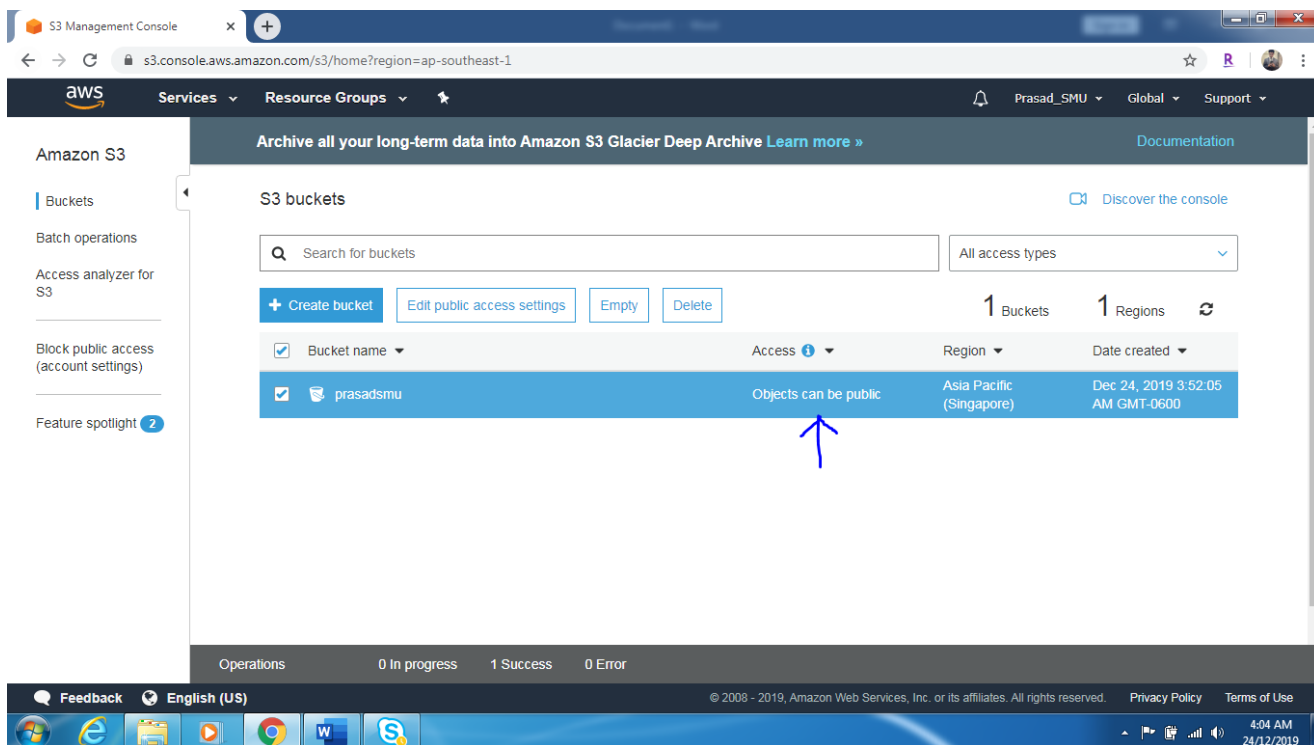 S3 Management Console
s3.console.aws.amazon.com/s3/home?region=ap-southeast-1
R
aws
Services
Resource Groups
Prasad_SMU
Global
Support
Amazon S3
Buckets
Batch operations
Access analyzer for
S3
Block public access
(account settings)
Feature spotlight 2
Archive all your long-term data into Amazon S3 Glacier Deep Archive Learn more »
Documentation
S3 buckets
Discover the console
Search for buckets
All access types
+ Create bucket
Edit public access settings
Empty
Delete
1 Buckets
1 Regions
Bucket name
Access
Region
Date created
prasadsmu
Objects can be public
Asia Pacific
(Singapore)
Dec 24, 2019 3:52:05
AM GMT-0600
Operations
0 In progress
1 Success
0 Error
Feedback
English (US)
© 2008 - 2019, Amazon Web Services, Inc. or its affiliates. All rights reserved.
Privacy Policy
Terms of Use
4:04 AM
24/12/2019